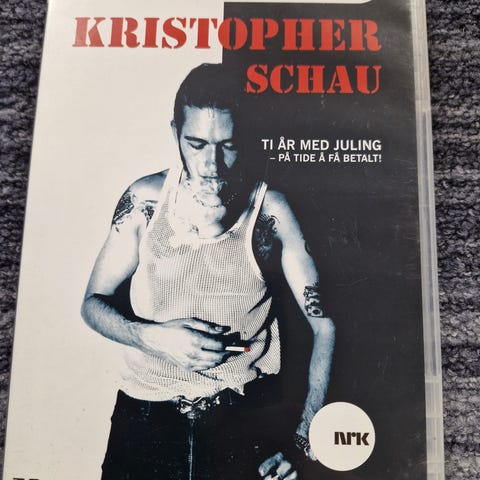 KRISTOPHER
SCHAU
TI ÅR MED JULING
– PÅ TIDE Å FÅ BETALT!
nrk